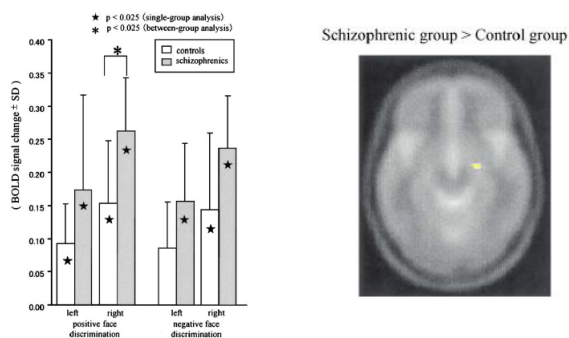 ★ p < 0.025 (single-group analysis)
* p < 0.025 (between-group analysis)
controls
schizophrenics
*
( BOLD signal change ± SD )
0.40
0.35
0.30
0.25
0.20
0.15
0.10
0.05
0.00
left right left right
positive face discrimination
negative face discrimination
Schizophrenic group > Control group